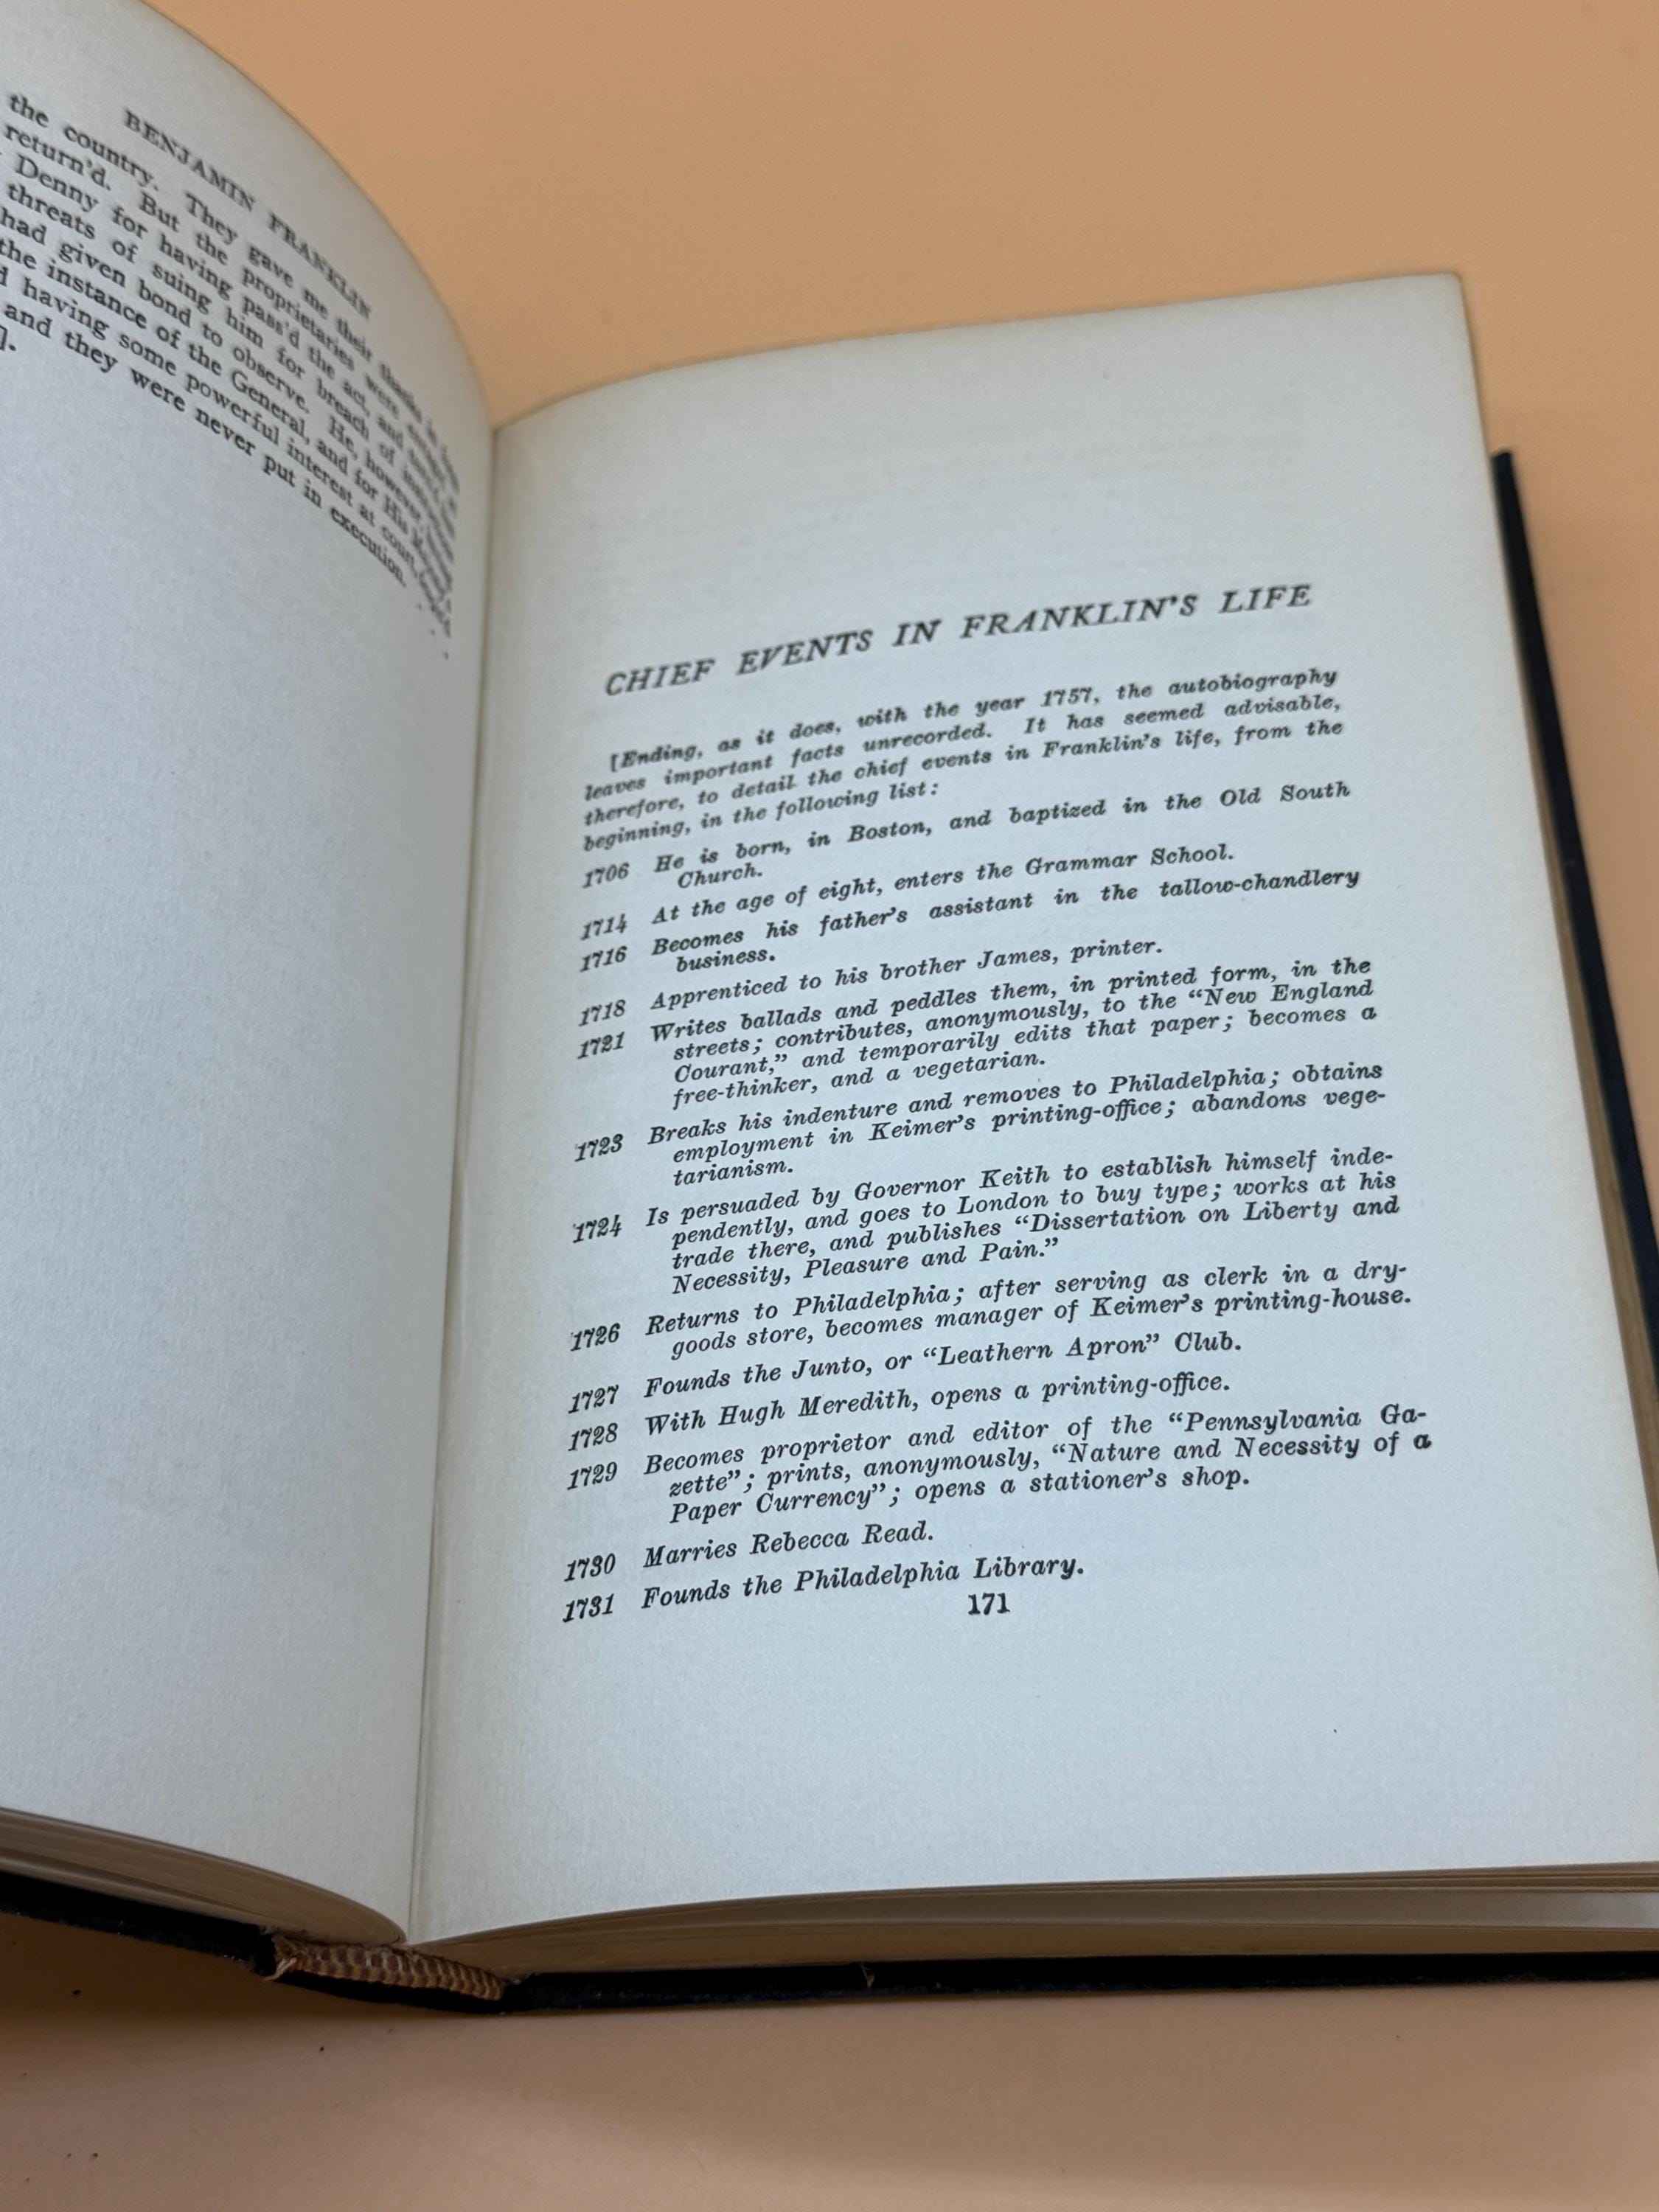 BENJAMIN FRANKLIN
the country. They gave me their thanks in
return'd. But the proprietaries were enraged at
Denny for having pass'd the act, and
threats of suing him for breach of
had given bond to observe. He, however,
the instance of the General, and for His
having some powerful interest at court,
and they were never put in execution.
].
CHIEF EVENTS IN FRANKLIN'S LIFE
[Ending, as it does, with the year 1757, the autobiography
leaves important facts unrecorded. It has seemed advisable,
therefore, to detail the chief events in Franklin's life, from the
beginning, in the following list:
1706 He is born, in Boston, and baptized in the Old South
Church.
1714 At the age of eight, enters the Grammar School.
1716 Becomes his father's assistant in the tallow-chandlery
business.
1718 Apprenticed to his brother James, printer.
1721 Writes ballads and peddles them, in printed form, in the
streets; contributes, anonymously, to the "New England
Courant," and temporarily edits that paper; becomes a
free-thinker, and a vegetarian.
1723 Breaks his indenture and removes to Philadelphia; obtains
employment in Keimer's printing-office; abandons vege-
tarianism.
1724 Is persuaded by Governor Keith to establish himself inde-
pendently, and goes to London to buy type; works at his
trade there, and publishes "Dissertation on Liberty and
Necessity, Pleasure and Pain."
1726 Returns to Philadelphia; after serving as clerk in a dry-
goods store, becomes manager of Keimer's printing-house.
1727 Founds the Junto, or "Leathern Apron" Club.
1728 With Hugh Meredith, opens a printing-office.
1729 Becomes proprietor and editor of the "Pennsylvania Ga-
zette"; prints, anonymously, "Nature and Necessity of a
Paper Currency"; opens a stationer's shop.
1730 Marries Rebecca Read.
1731 Founds the Philadelphia Library.
171